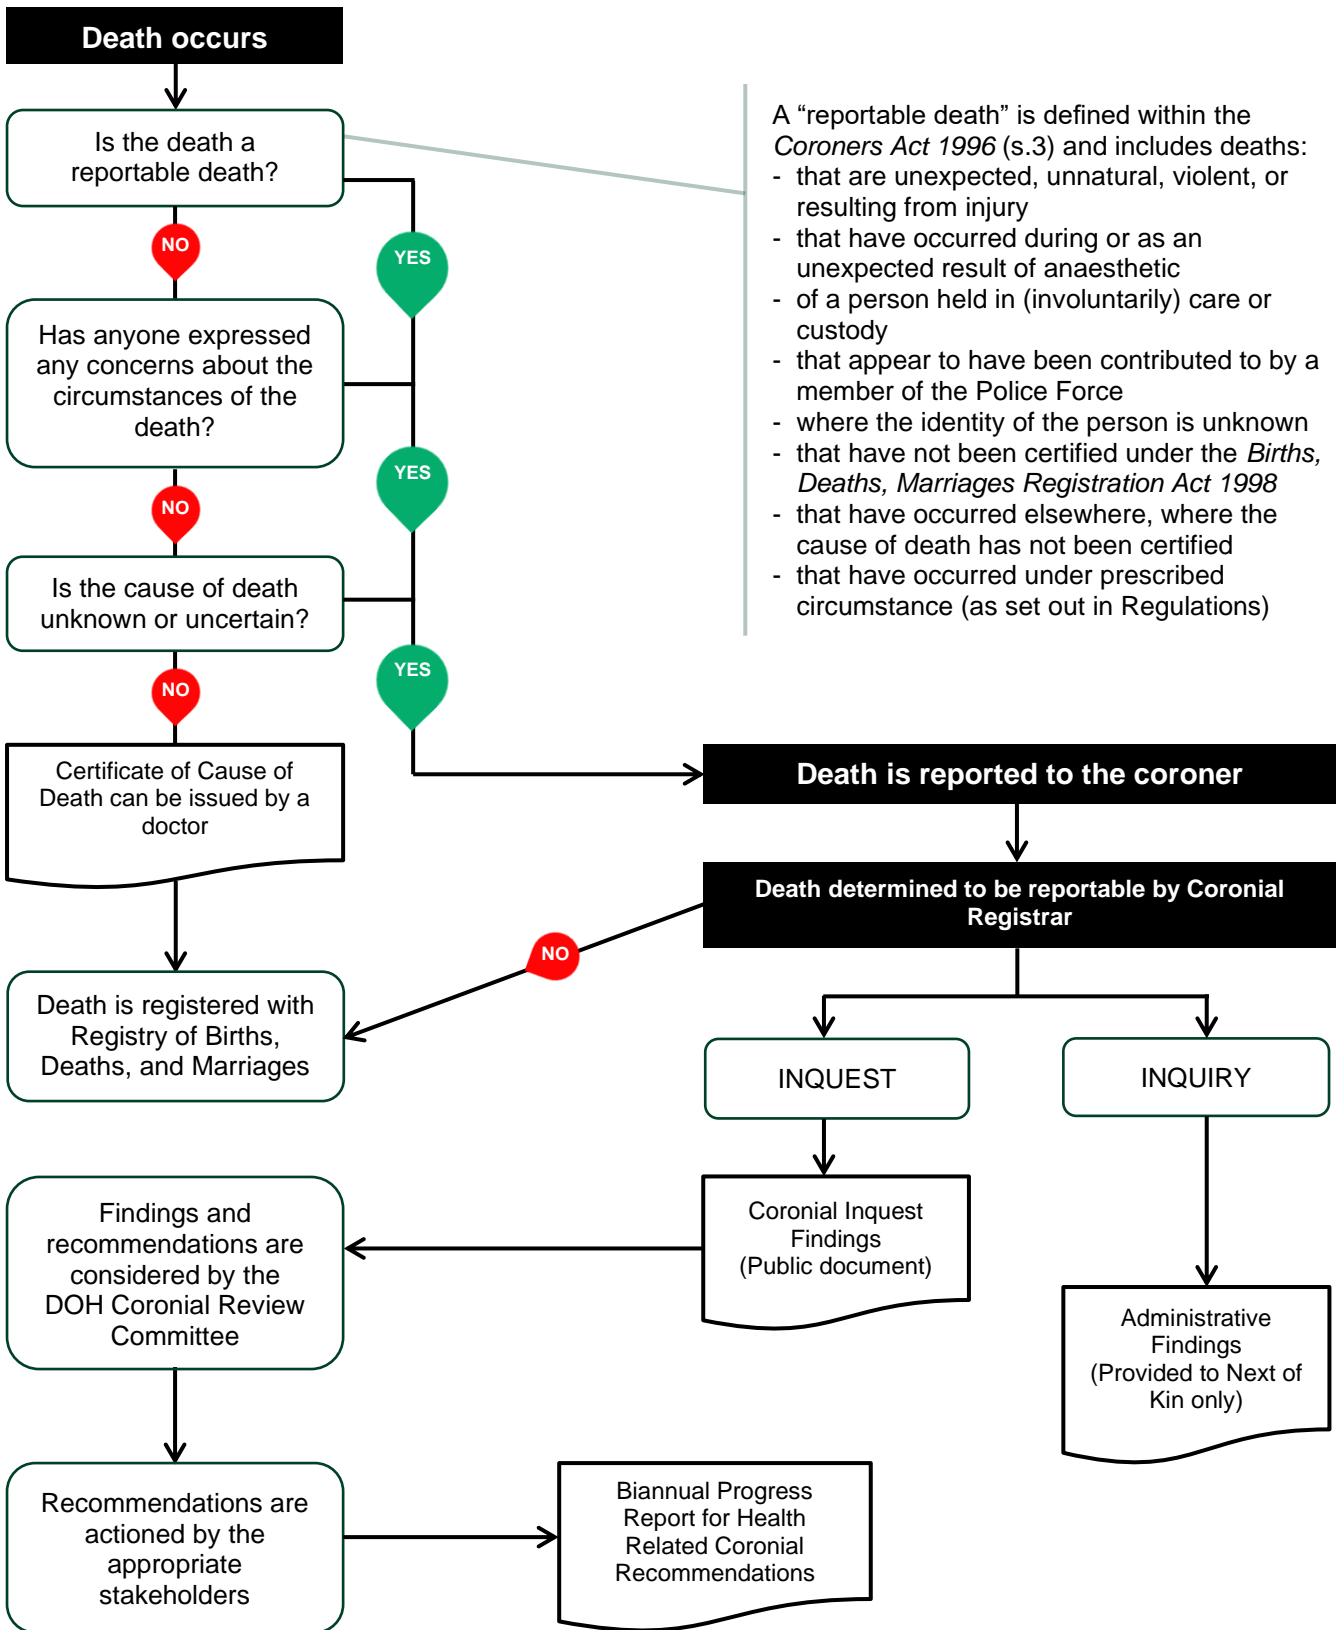 Death occurs
Is the death a
reportable death?
A “reportable death” is defined within the
Coroners Act 1996 (s.3) and includes deaths:
- that are unexpected, unnatural, violent, or
resulting from injury
- that have occurred during or as an
unexpected result of anaesthetic
- of a person held in (involuntarily) care or
custody
- that appear to have been contributed to by a
member of the Police Force
- where the identity of the person is unknown
- that have not been certified under the Births,
Deaths, Marriages Registration Act 1998
- that have occurred elsewhere, where the
cause of death has not been certified
- that have occurred under prescribed
circumstance (as set out in Regulations)
NO
YES
Has anyone expressed
any concerns about the
circumstances of the
death?
NO
YES
Is the cause of death
unknown or uncertain?
NO
YES
Certificate of Cause of
Death can be issued by a
doctor
Death is reported to the coroner
Death determined to be reportable by Coronial
Registrar
NO
Death is registered with
Registry of Births,
Deaths, and Marriages
INQUEST
INQUIRY
Coronial Inquest
Findings
(Public document)
Administrative
Findings
(Provided to Next of
Kin only)
Findings and
recommendations are
considered by the
DOH Coronial Review
Committee
Recommendations are
actioned by the
appropriate
stakeholders
Biannual Progress
Report for Health
Related Coronial
Recommendations